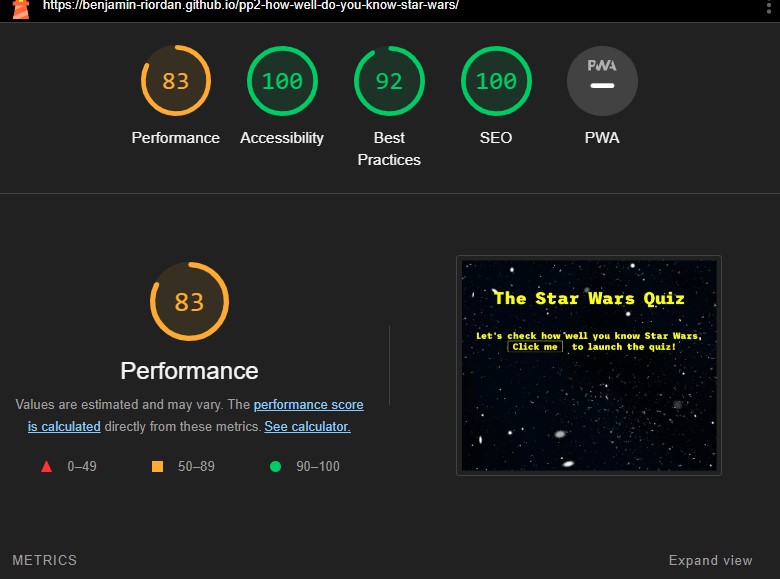 https://benjamin-riordan.github.io/pp2-how-well-do-you-know-star-wars/
83
100
92
100
PWA
Performance
Accessibility
Best
Practices
SEO
PWA
83
Performance
Values are estimated and may vary. The performance score
is calculated directly from these metrics. See calculator.
0–49
50–89
90–100
The Star Wars Quiz
Let's check how well you know Star Wars,
Click me to launch the quiz!
METRICS
Expand view